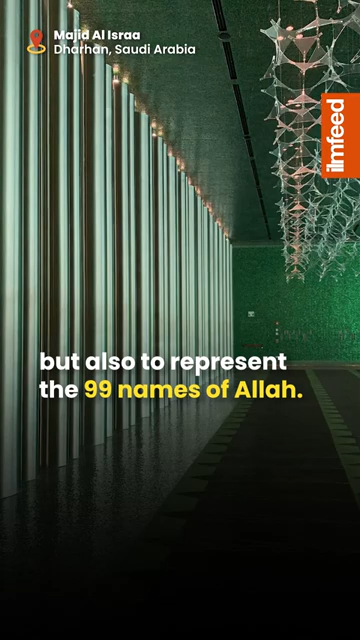 Majid Al Israa
Dharhan, Saudi Arabia
ilmfeed
but also to represent
the 99 names of Allah.